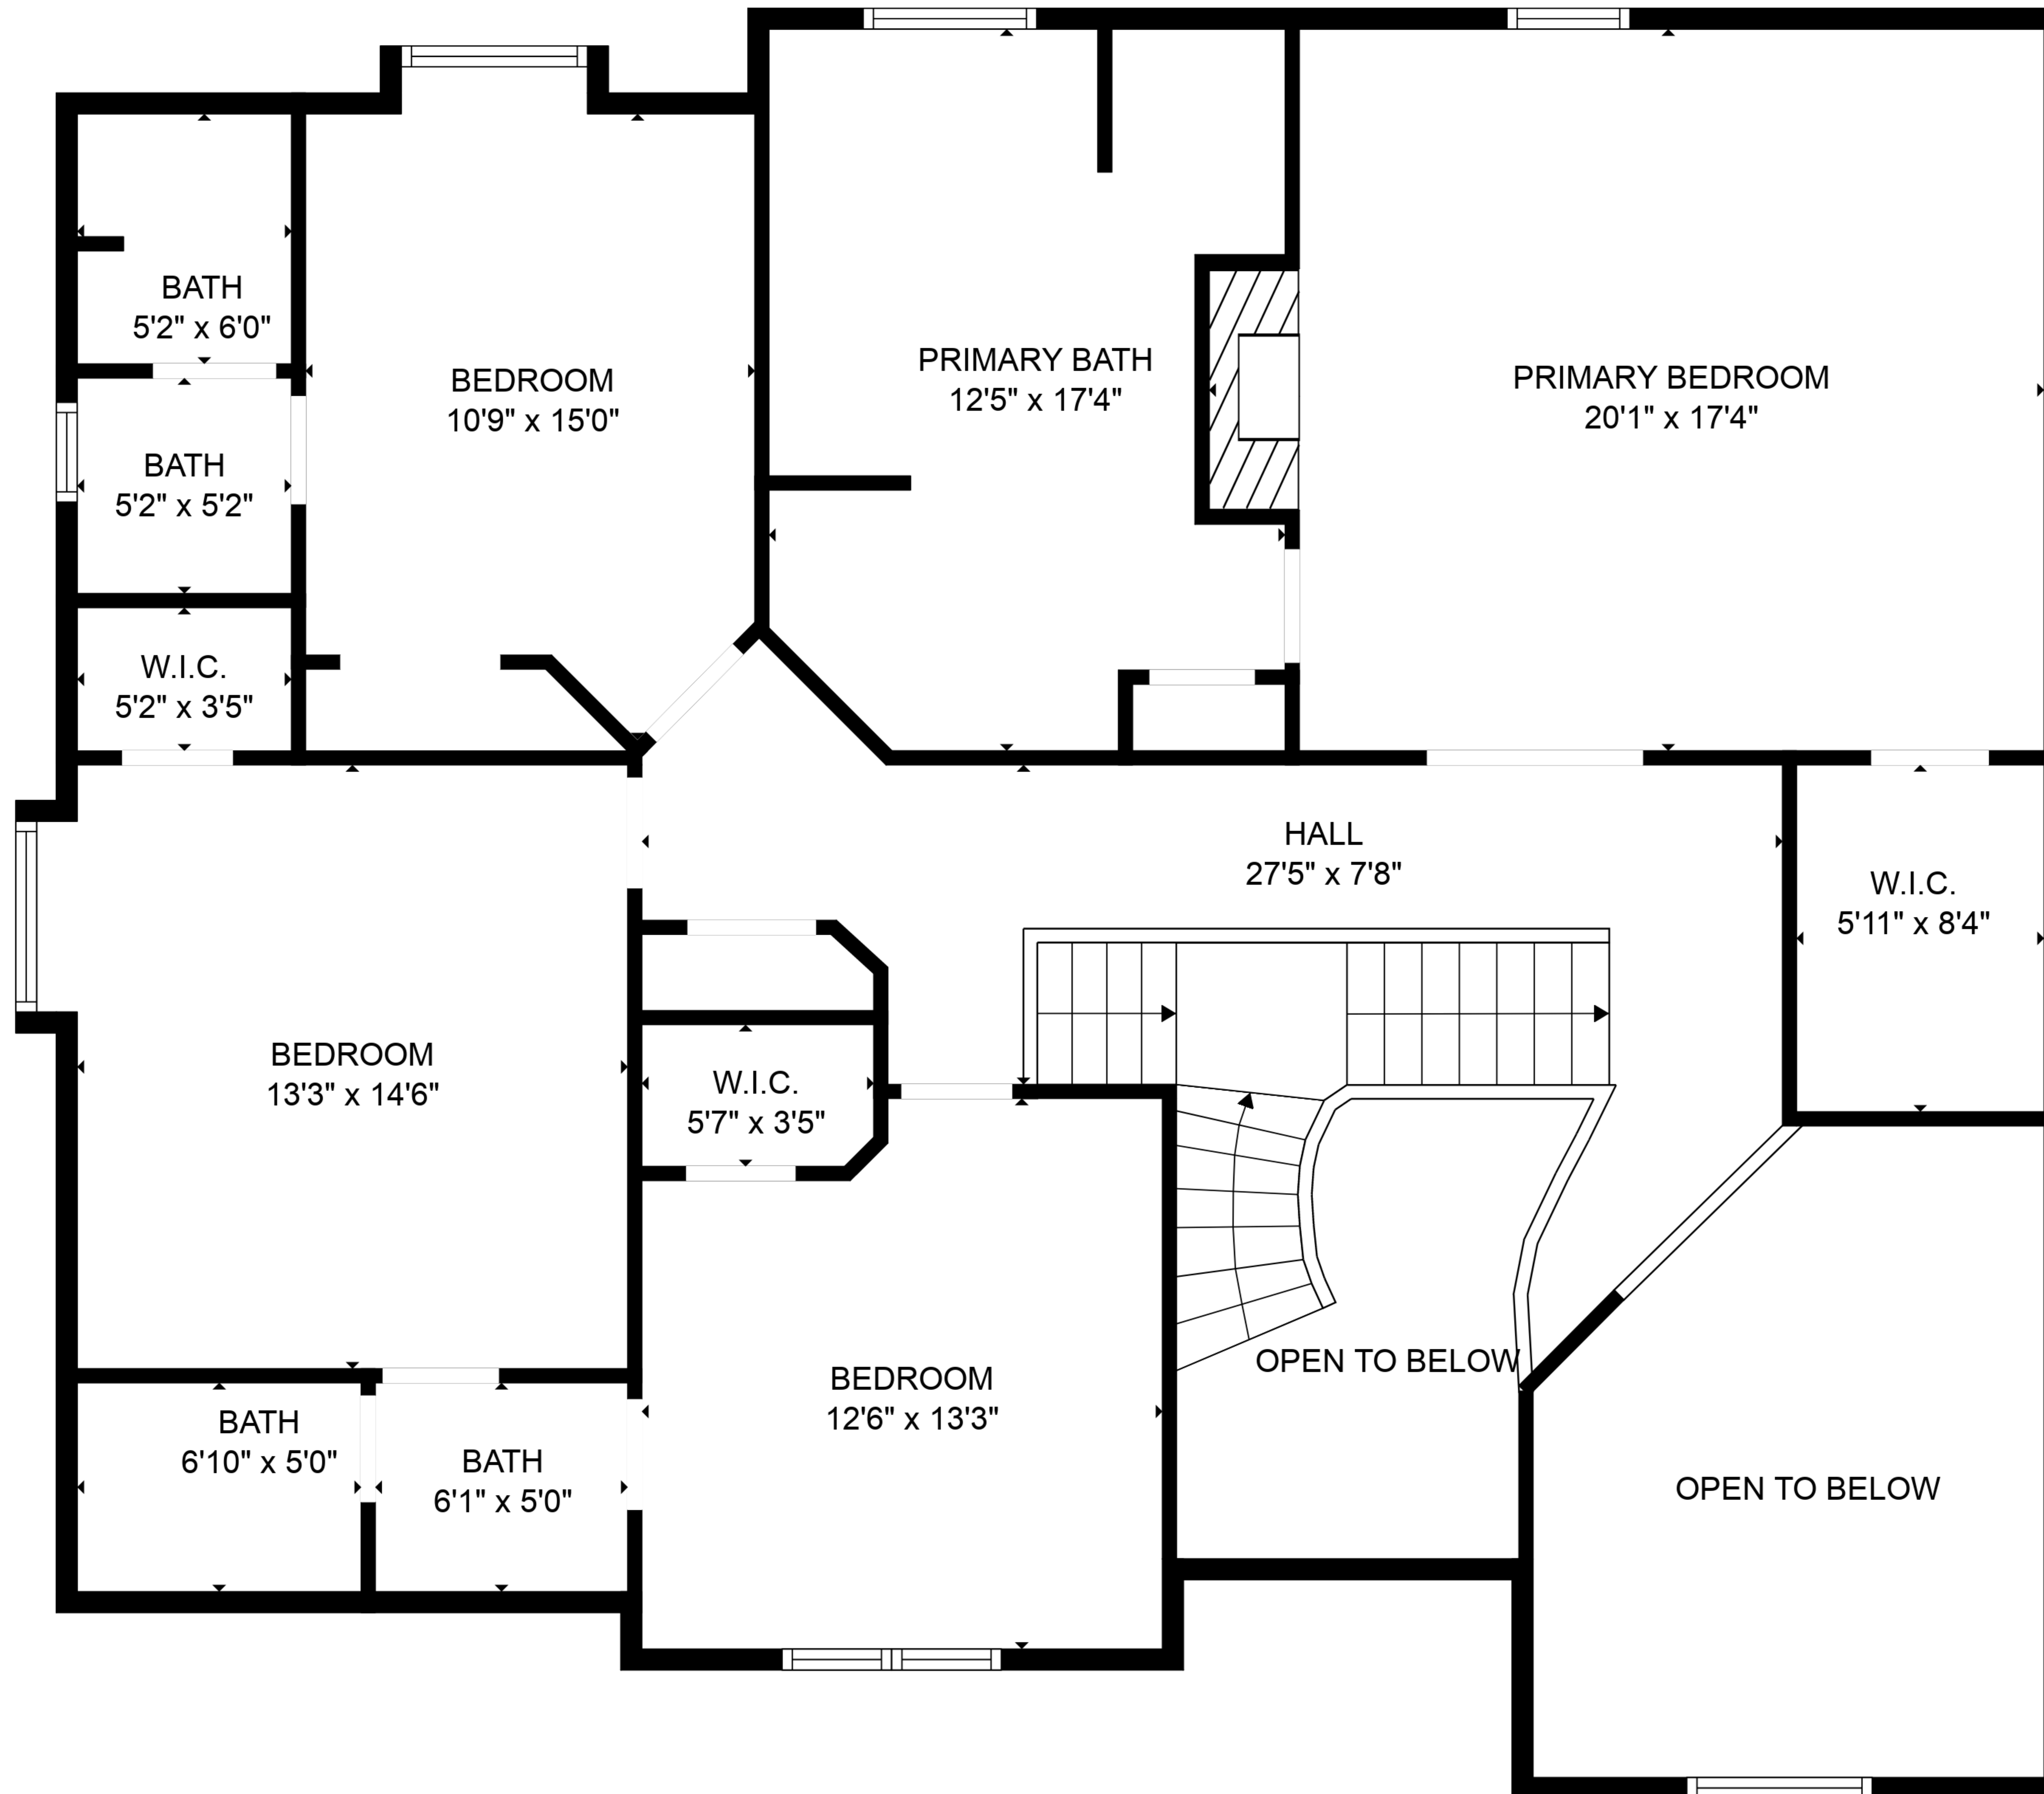 BATH
5'2" x 6'0"
BEDROOM
10'9" x 15'0"
PRIMARY BATH
12'5" x 17'4"
PRIMARY BEDROOM
20'1" x 17'4"
BATH
5'2" x 5'2"
W.I.C.
5'2" x 3'5"
HALL
27'5" x 7'8"
W.I.C.
5'11" x 8'4"
BEDROOM
13'3" x 14'6"
W.I.C.
5'7" x 3'5"
OPEN TO BELOW
BEDROOM
12'6" x 13'3"
BATH
6'10" x 5'0"
BATH
6'1" x 5'0"
OPEN TO BELOW